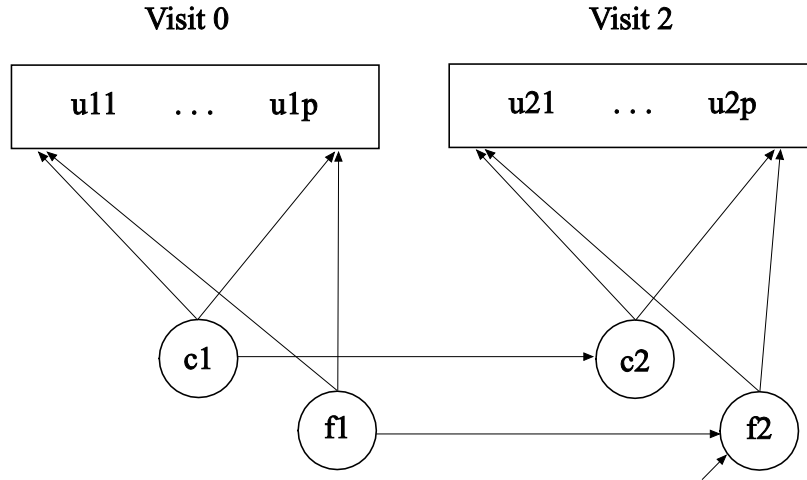 Visit 0 Visit 2
u11 . . . u1p u21 . . . u2p
c1 c2
f1 f2